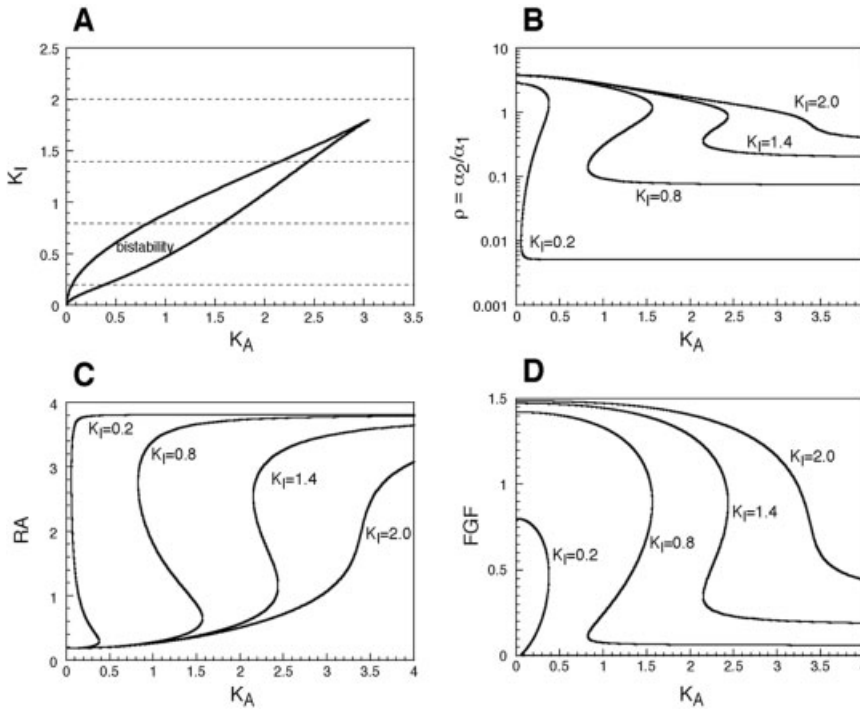 A
2.5
2
1.5
1
0.5
0
K_I
bistability
0 0.5 1 1.5 2 2.5 3 3.5
K_A
B
10
1
0.1
0.01
0.001
ρ = α₂/α₁
K_I=2.0
K_I=1.4
K_I=0.8
K_I=0.2
0 0.5 1 1.5 2 2.5 3 3.5 4
K_A
C
4
3
2
1
0
RA
K_I=0.2
K_I=0.8
K_I=1.4
K_I=2.0
0 0.5 1 1.5 2 2.5 3 3.5 4
K_A
D
1.5
1
0.5
0
FGF
K_I=2.0
K_I=1.4
K_I=0.8
K_I=0.2
0 0.5 1 1.5 2 2.5 3 3.5 4
K_A